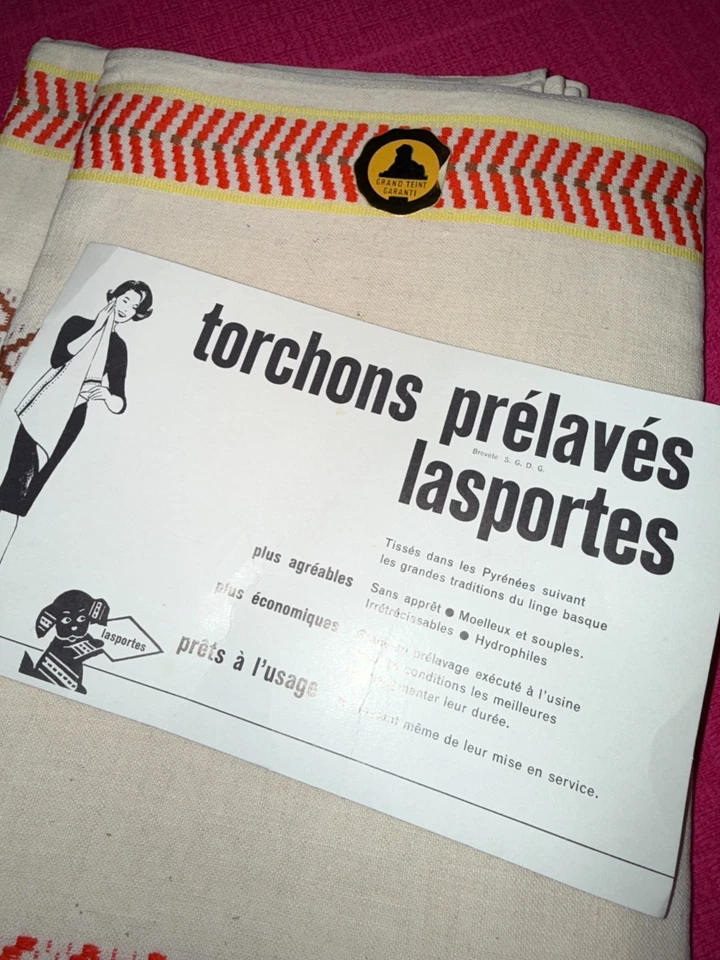 GRAND TEINT
GARANTI
torchons prélavés
Breveté S. G. D. G.
lasportes
Tissés dans les Pyrénées suivant
les grandes traditions du linge basque
plus agréables
Sans apprêt ● Moelleux et souples.
Irrétrécissables ● Hydrophiles
plus économiques
prélavage exécuté à l'usine
conditions les meilleures
leur durée.
prêts à l'usage
même de leur mise en service.
lasportes